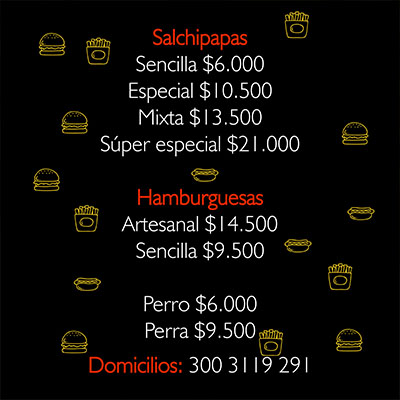 Salchipapas
Sencilla $6.000
Especial $10.500
Mixta $13.500
Súper especial $21.000
Hamburguesas
Artesanal $14.500
Sencilla $9.500
Perro $6.000
Perra $9.500
Domicilios: 300 3119 291